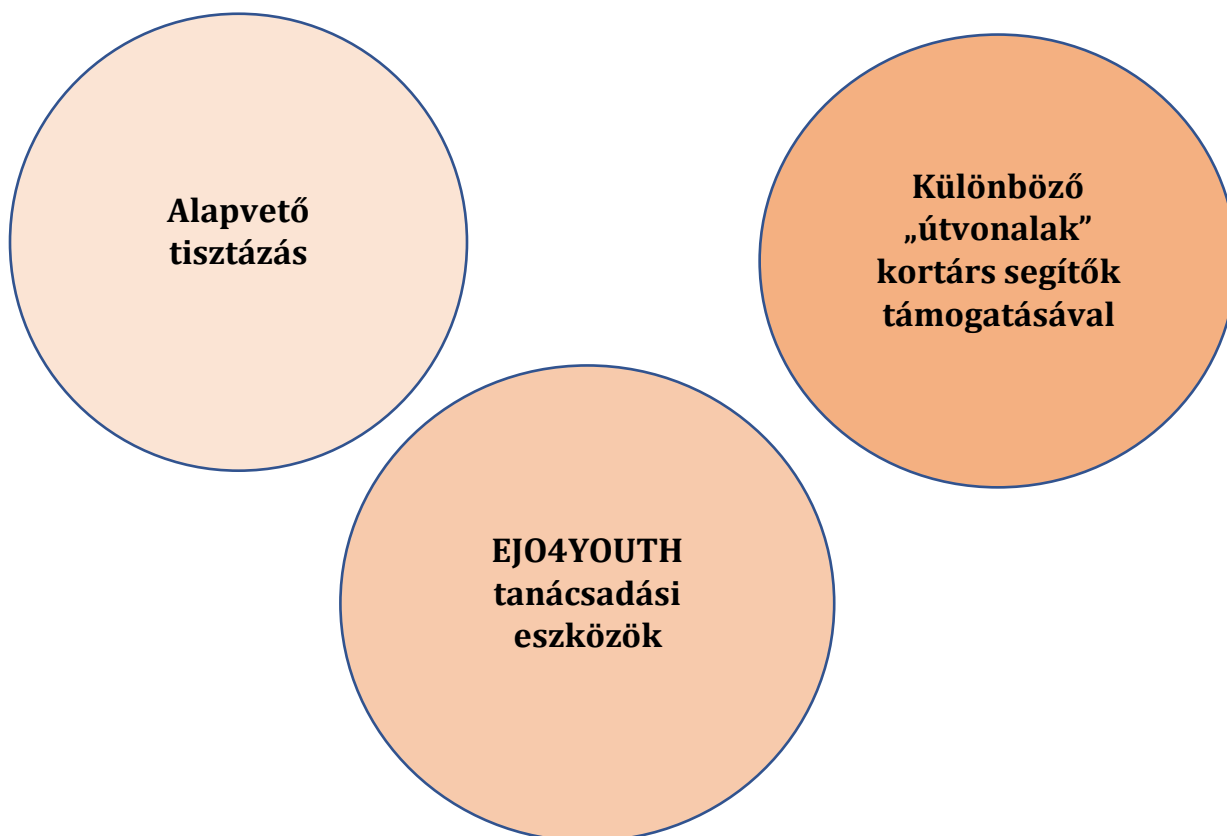 Alapvető
tisztázás
Különböző
„útvonalak”
kortárs segítők
támogatásával
EJO4YOUTH
tanácsadási
eszközök